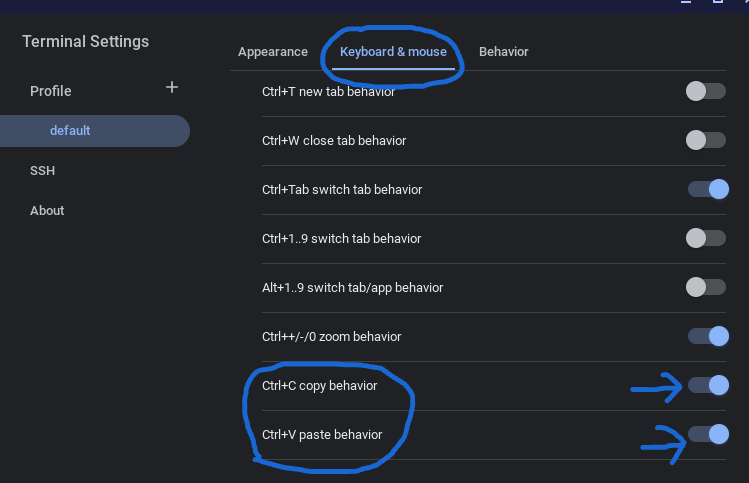 Terminal Settings
Appearance Keyboard & mouse Behavior
Profile +
default
SSH
About
Ctrl+T new tab behavior
Ctrl+W close tab behavior
Ctrl+Tab switch tab behavior
Ctrl+1..9 switch tab behavior
Alt+1..9 switch tab/app behavior
Ctrl++/-/0 zoom behavior
Ctrl+C copy behavior
Ctrl+V paste behavior